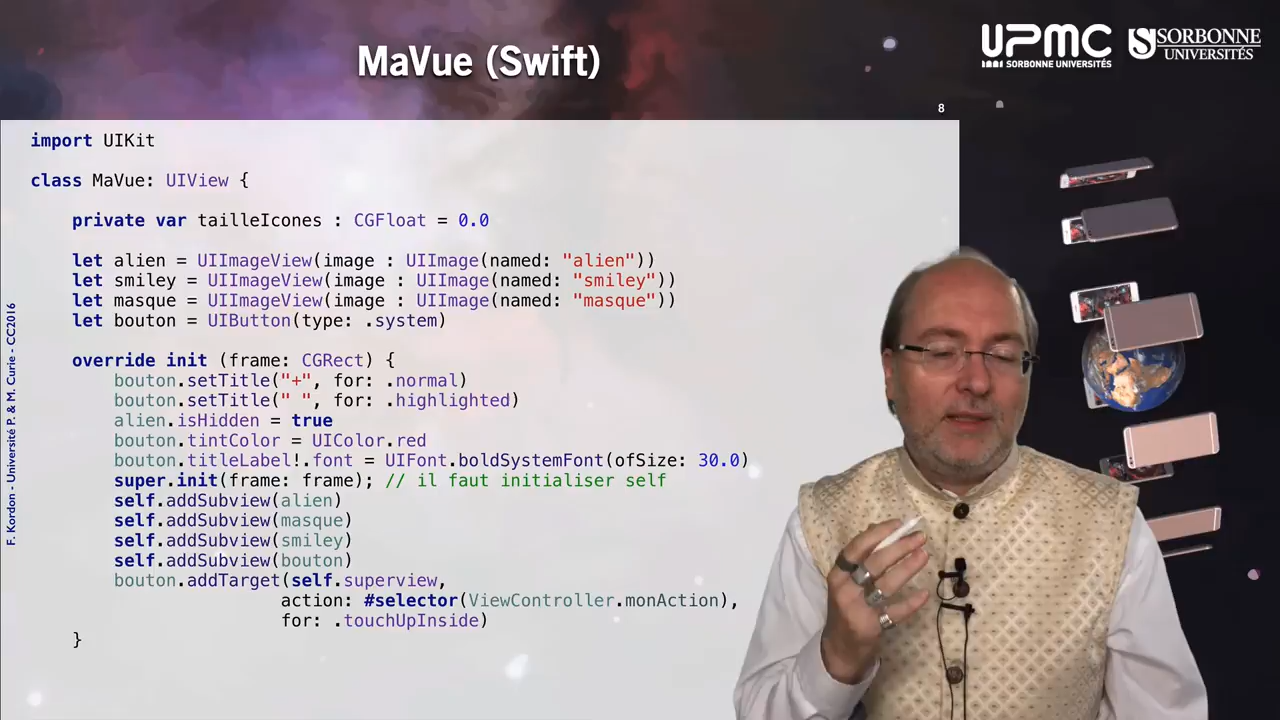 MaVue (Swift)
UPMC
SORBONNE UNIVERSITÉS
S SORBONNE
UNIVERSITÉS
8
import UIKit
class MaVue: UIView {
private var tailleIcones : CGFloat = 0.0
let alien = UIImageView(image : UIImage(named: "alien"))
let smiley = UIImageView(image : UIImage(named: "smiley"))
let masque = UIImageView(image : UIImage(named: "masque"))
let bouton = UIButton(type: .system)
override init (frame: CGRect) {
bouton.setTitle("+", for: .normal)
bouton.setTitle(" ", for: .highlighted)
alien.isHidden = true
bouton.tintColor = UIColor.red
bouton.titleLabel!.font = UIFont.boldSystemFont(ofSize: 30.0)
super.init(frame: frame); // il faut initialiser self
self.addSubview(alien)
self.addSubview(masque)
self.addSubview(smiley)
self.addSubview(bouton)
bouton.addTarget(self.superview,
action: #selector(ViewController.monAction),
for: .touchUpInside)
}
F. Kordon - Université P. & M. Curie - CC2016